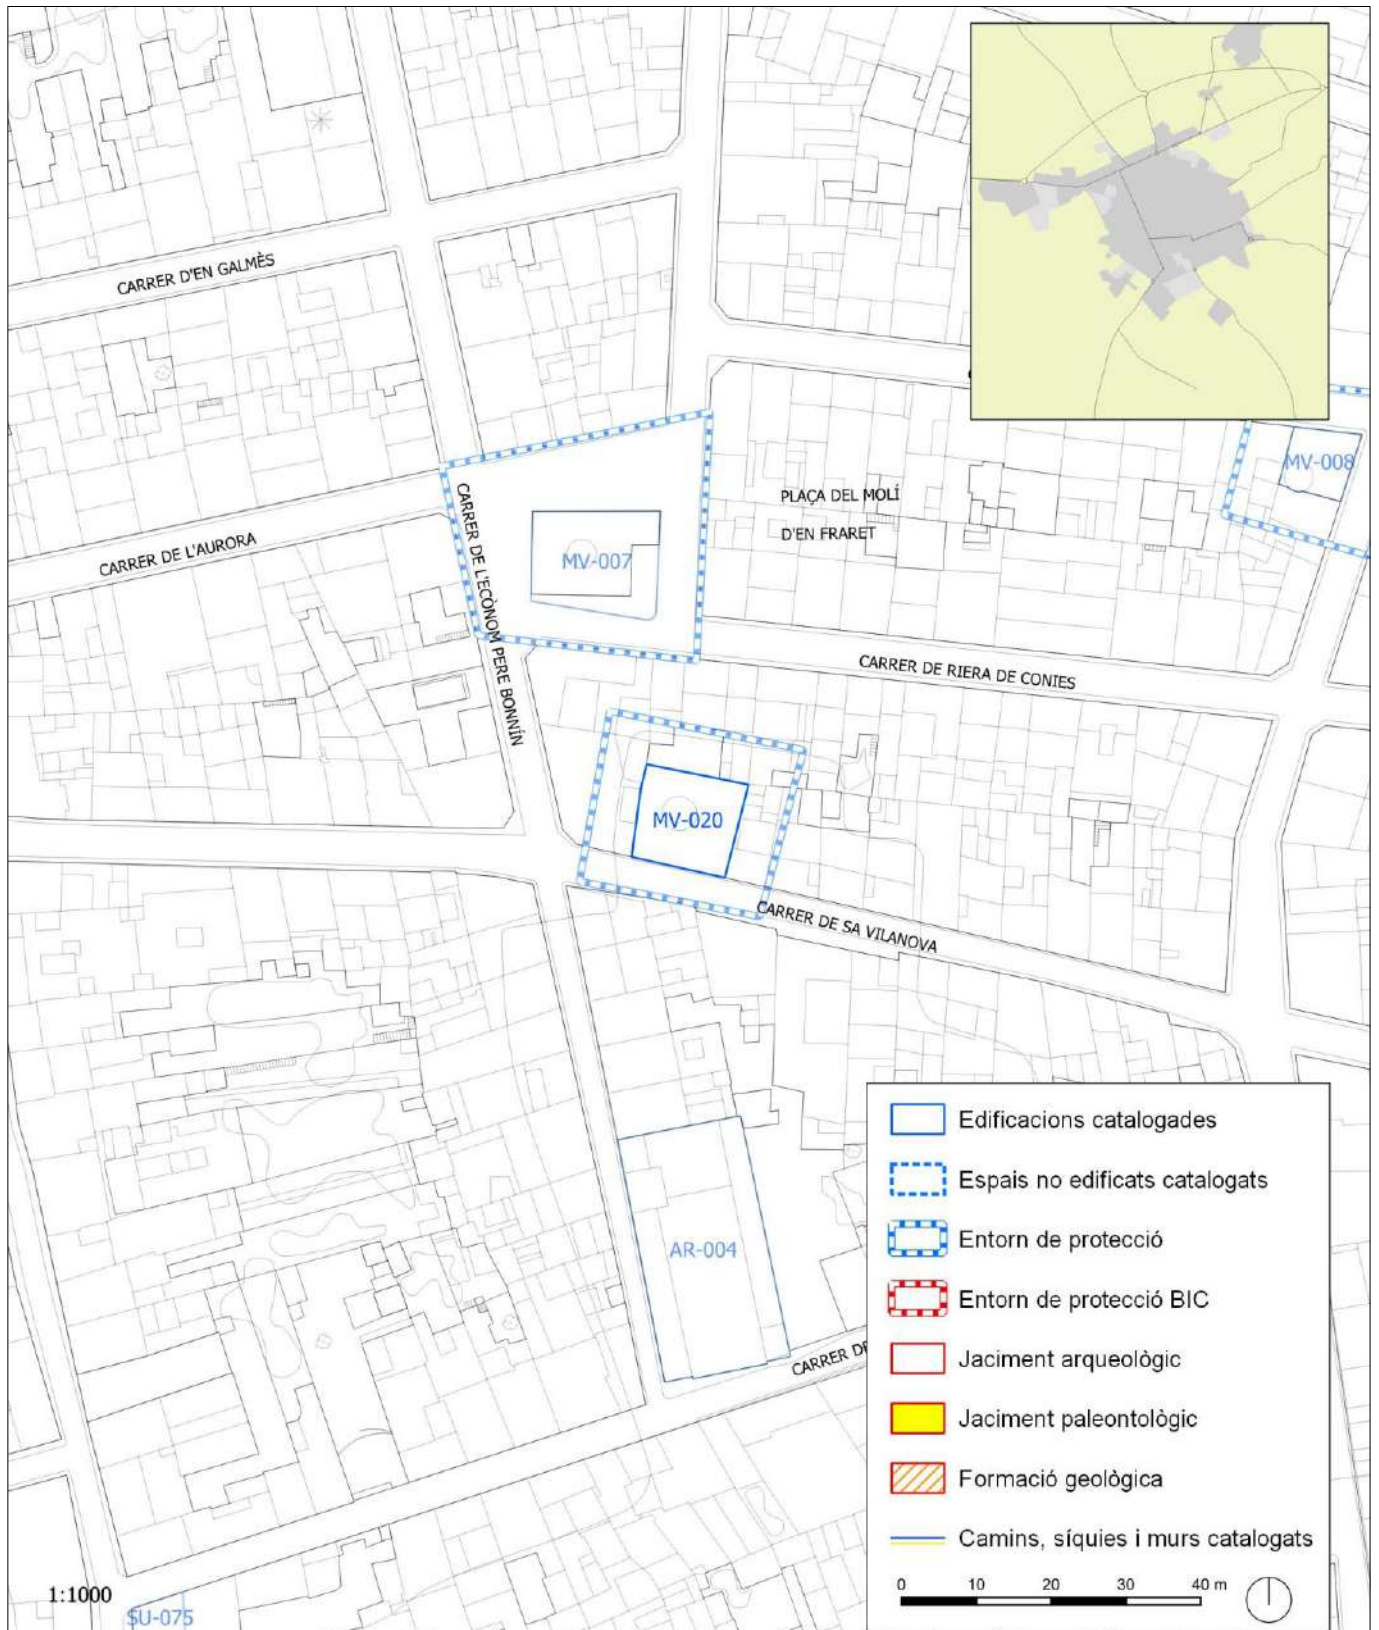 CARRER D'EN GALMÈS
MV-008
PLAÇA DEL MOLÍ
D'EN FRARET
CARRER DE L'AURORA
MV-007
CARRER DE L'ECÒNOM PERE BONNÍN
CARRER DE RIERA DE CONIES
MV-020
CARRER DE SA VILANOVA
AR-004
CARRER DE
Edificacions catalogades
Espais no edificats catalogats
Entorn de protecció
Entorn de protecció BIC
Jaciment arqueològic
Jaciment paleontològic
Formació geològica
Camins, síquies i murs catalogats
0 10 20 30 40 m
1:1000
SU-075